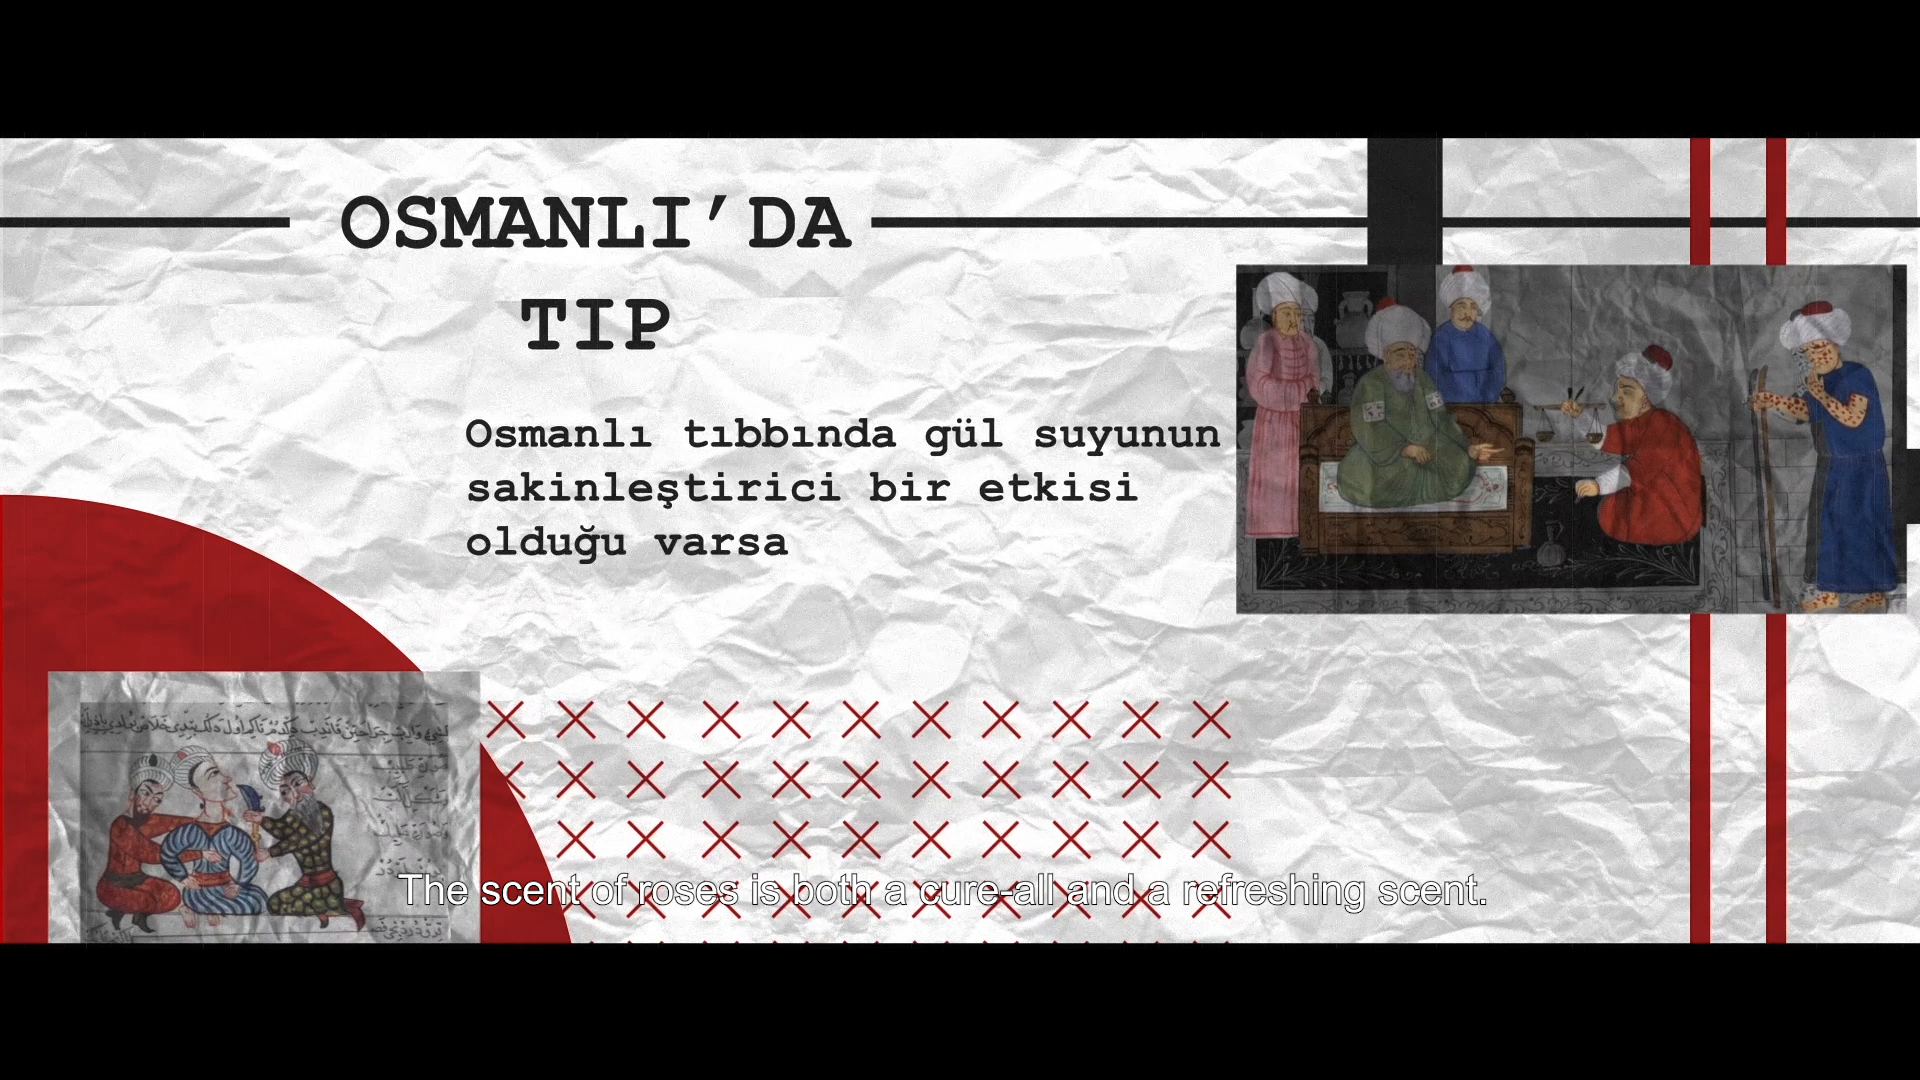 OSMANLI’DA
TIP
Osmanlı tıbbında gül suyunun
sakinleştirici bir etkisi
olduğu varsa
The scent of roses is both a cure-all and a refreshing scent.